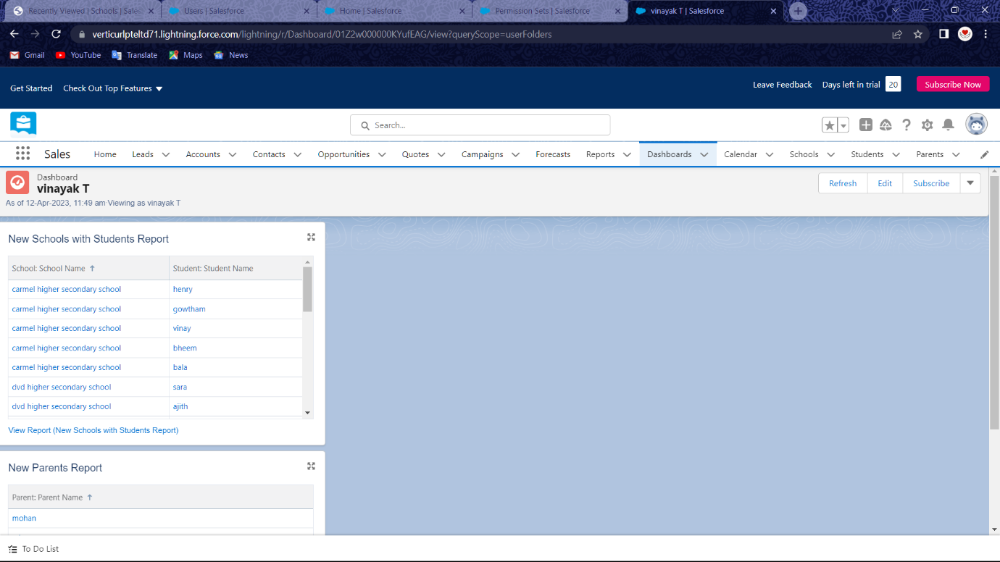 Recently Viewed | Schools | Sales
Users | Salesforce
Home | Salesforce
Permission Sets | Salesforce
vinayak T | Salesforce
verticurlpteltd71.lightning.force.com/lightning/r/Dashboard/01Z2w000000KYufEAG/view?queryScope=userFolders
Gmail YouTube Translate Maps News
Get Started Check Out Top Features
Leave Feedback Days left in trial 20 Subscribe Now
Search...
Sales Home Leads Accounts Contacts Opportunities Quotes Campaigns Forecasts Reports Dashboards Calendar Schools Students Parents
Dashboard
vinayak T
As of 12-Apr-2023, 11:49 am Viewing as vinayak T
Refresh Edit Subscribe
New Schools with Students Report
School: School Name ↑ Student: Student Name
carmel higher secondary school henry
carmel higher secondary school gowtham
carmel higher secondary school vinay
carmel higher secondary school bheem
carmel higher secondary school bala
dvd higher secondary school sara
dvd higher secondary school ajith
View Report (New Schools with Students Report)
New Parents Report
Parent: Parent Name ↑
mohan
To Do List